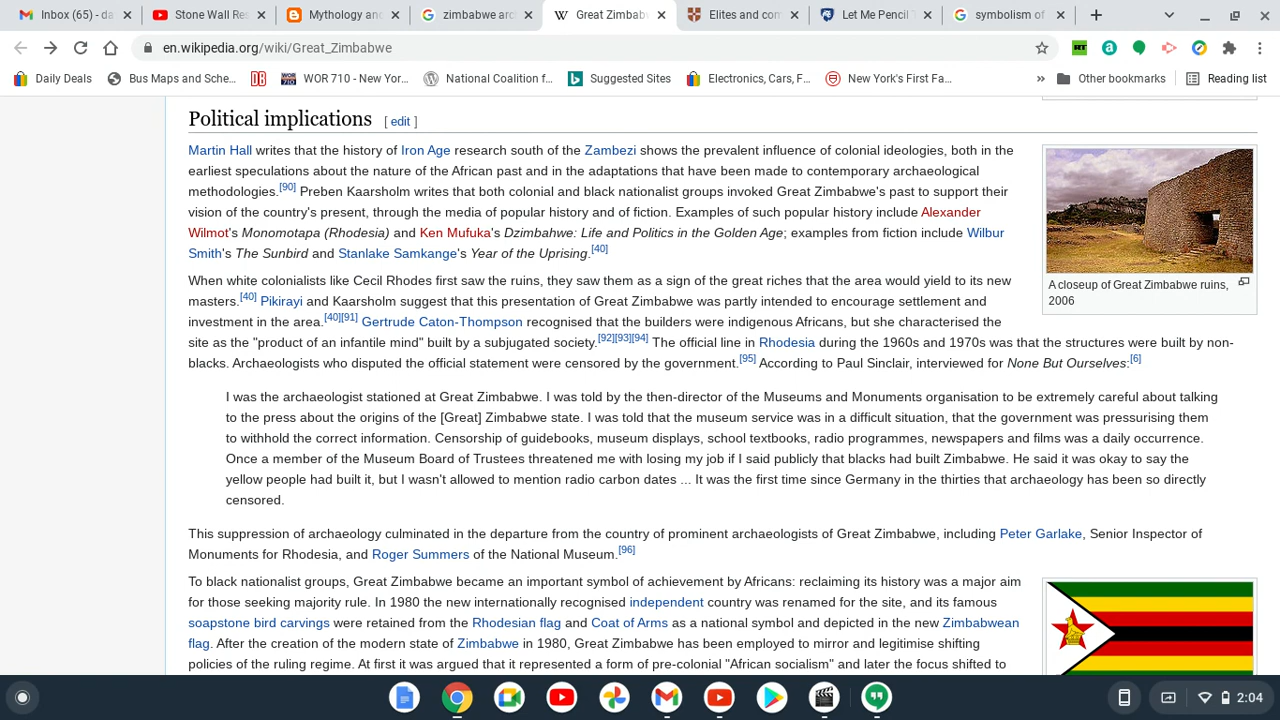 Inbox (65) - da
Stone Wall Res
Mythology and
zimbabwe arch
Great Zimbabw
Elites and com
Let Me Pencil T
symbolism of
en.wikipedia.org/wiki/Great_Zimbabwe
RT
a
Daily Deals
Bus Maps and Sche...
DB
WOR 710 - New Yor...
National Coalition f...
Suggested Sites
Electronics, Cars, F...
New York's First Fa...
»
Other bookmarks
Reading list
Political implications [ edit ]
Martin Hall writes that the history of Iron Age research south of the Zambezi shows the prevalent influence of colonial ideologies, both in the
earliest speculations about the nature of the African past and in the adaptations that have been made to contemporary archaeological
methodologies.[90] Preben Kaarsholm writes that both colonial and black nationalist groups invoked Great Zimbabwe's past to support their
vision of the country's present, through the media of popular history and of fiction. Examples of such popular history include Alexander
Wilmot's Monomotapa (Rhodesia) and Ken Mufuka's Dzimbahwe: Life and Politics in the Golden Age; examples from fiction include Wilbur
Smith's The Sunbird and Stanlake Samkange's Year of the Uprising.[40]
A closeup of Great Zimbabwe ruins,
2006
When white colonialists like Cecil Rhodes first saw the ruins, they saw them as a sign of the great riches that the area would yield to its new
masters.[40] Pikirayi and Kaarsholm suggest that this presentation of Great Zimbabwe was partly intended to encourage settlement and
investment in the area.[40][91] Gertrude Caton-Thompson recognised that the builders were indigenous Africans, but she characterised the
site as the "product of an infantile mind" built by a subjugated society.[92][93][94] The official line in Rhodesia during the 1960s and 1970s was that the structures were built by non-
blacks. Archaeologists who disputed the official statement were censored by the government.[95] According to Paul Sinclair, interviewed for None But Ourselves:[6]
I was the archaeologist stationed at Great Zimbabwe. I was told by the then-director of the Museums and Monuments organisation to be extremely careful about talking
to the press about the origins of the [Great] Zimbabwe state. I was told that the museum service was in a difficult situation, that the government was pressurising them
to withhold the correct information. Censorship of guidebooks, museum displays, school textbooks, radio programmes, newspapers and films was a daily occurrence.
Once a member of the Museum Board of Trustees threatened me with losing my job if I said publicly that blacks had built Zimbabwe. He said it was okay to say the
yellow people had built it, but I wasn't allowed to mention radio carbon dates ... It was the first time since Germany in the thirties that archaeology has been so directly
censored.
This suppression of archaeology culminated in the departure from the country of prominent archaeologists of Great Zimbabwe, including Peter Garlake, Senior Inspector of
Monuments for Rhodesia, and Roger Summers of the National Museum.[96]
To black nationalist groups, Great Zimbabwe became an important symbol of achievement by Africans: reclaiming its history was a major aim
for those seeking majority rule. In 1980 the new internationally recognised independent country was renamed for the site, and its famous
soapstone bird carvings were retained from the Rhodesian flag and Coat of Arms as a national symbol and depicted in the new Zimbabwean
flag. After the creation of the modern state of Zimbabwe in 1980, Great Zimbabwe has been employed to mirror and legitimise shifting
policies of the ruling regime. At first it was argued that it represented a form of pre-colonial "African socialism" and later the focus shifted to
2:04